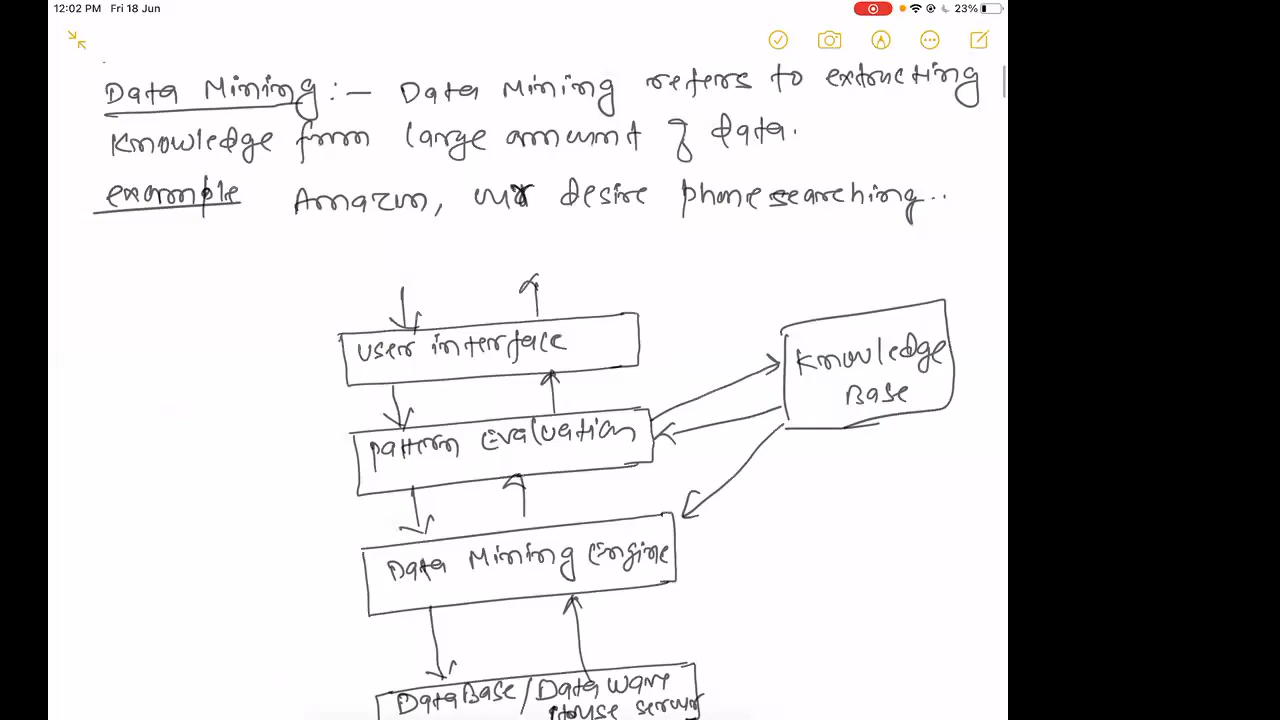 12:02 PM Fri 18 Jun
23%
Data Mining :- Data Mining refers to extracting
Knowledge from large amount of data.
example Amazon, our desire phone searching..
User interface
Knowledge
Base
Pattern Evaluation
Data Mining Engine
DataBase/Data Ware
House server